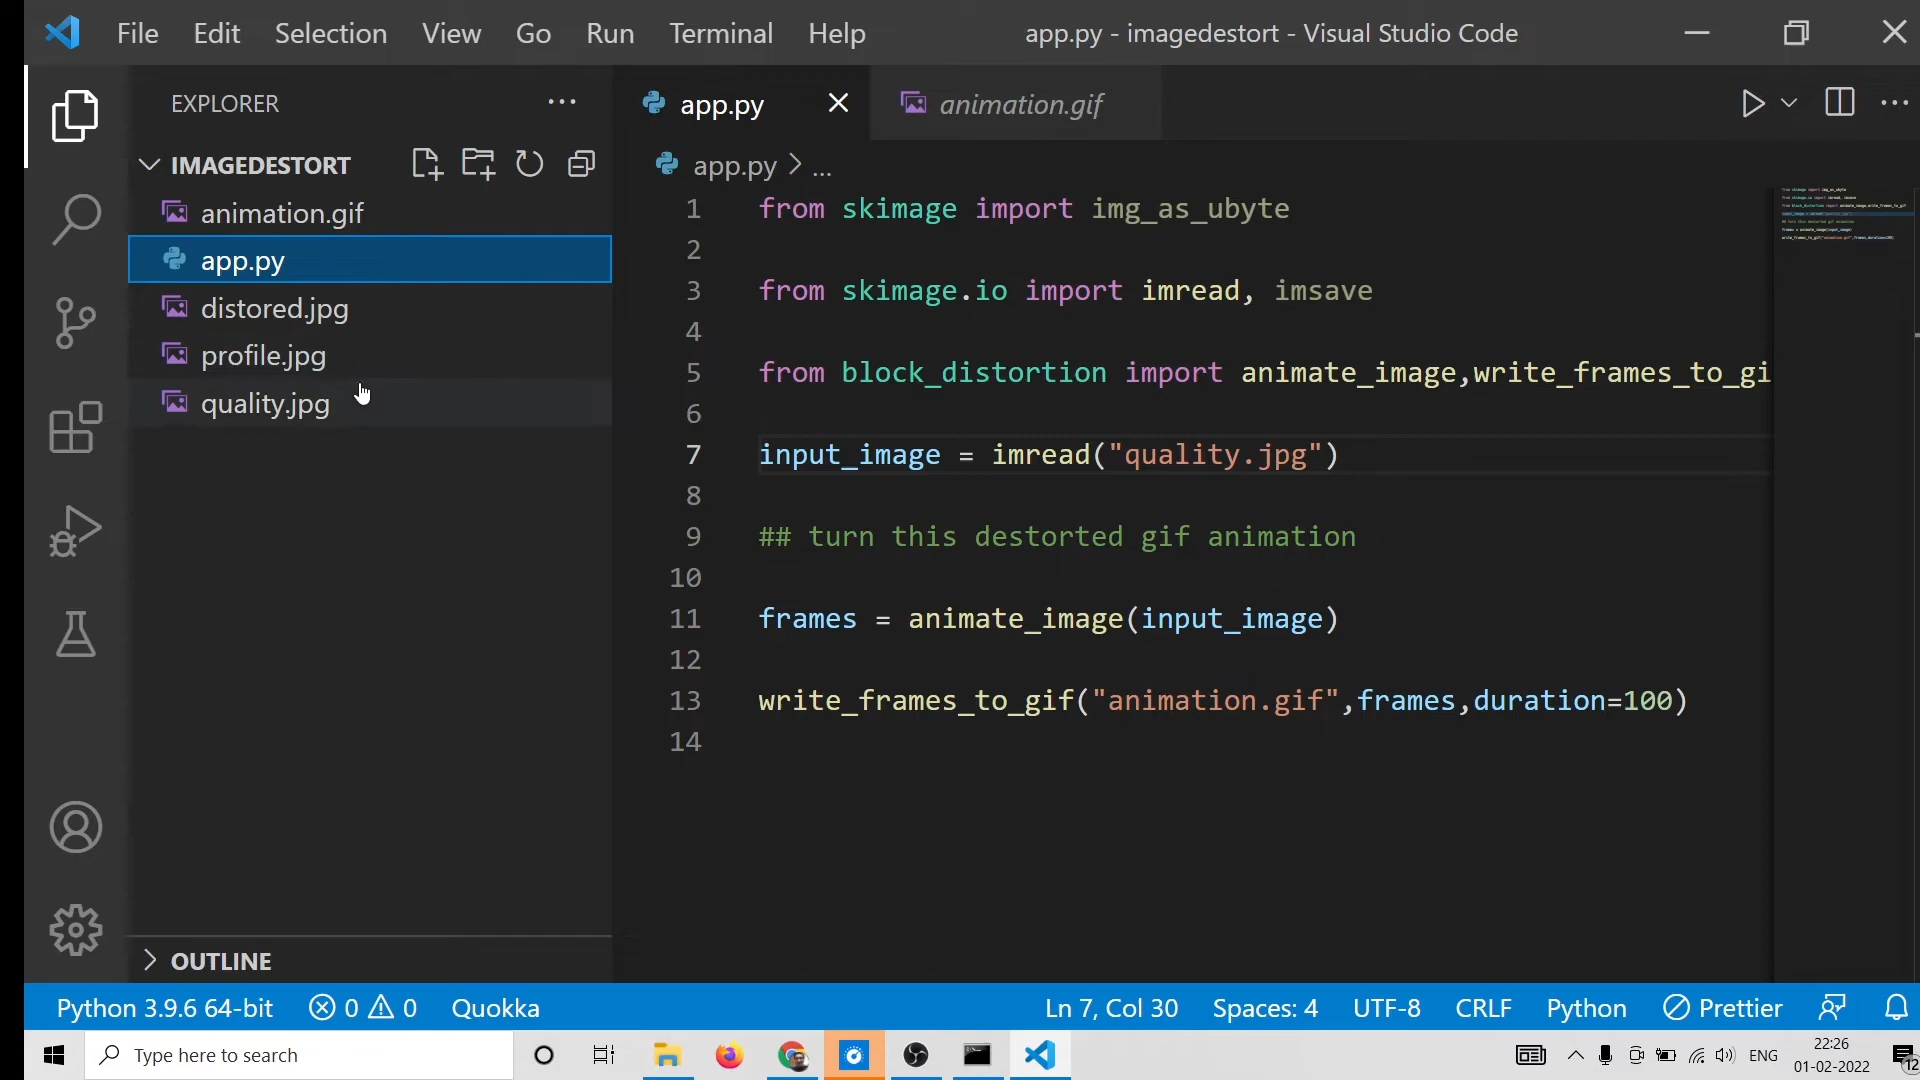 File Edit Selection View Go Run Terminal Help app.py - imagedestort - Visual Studio Code
EXPLORER
IMAGEDESTORT
animation.gif
app.py
distored.jpg
profile.jpg
quality.jpg
OUTLINE
app.py animation.gif
app.py > ...
1 from skimage import img_as_ubyte
2
3 from skimage.io import imread, imsave
4
5 from block_distortion import animate_image,write_frames_to_gi
6
7 input_image = imread("quality.jpg")
8
9 ## turn this destorted gif animation
10
11 frames = animate_image(input_image)
12
13 write_frames_to_gif("animation.gif",frames,duration=100)
14
Python 3.9.6 64-bit 0 0 Quokka Ln 7, Col 30 Spaces: 4 UTF-8 CRLF Python Prettier
Type here to search ENG 22:26
01-02-2022 12